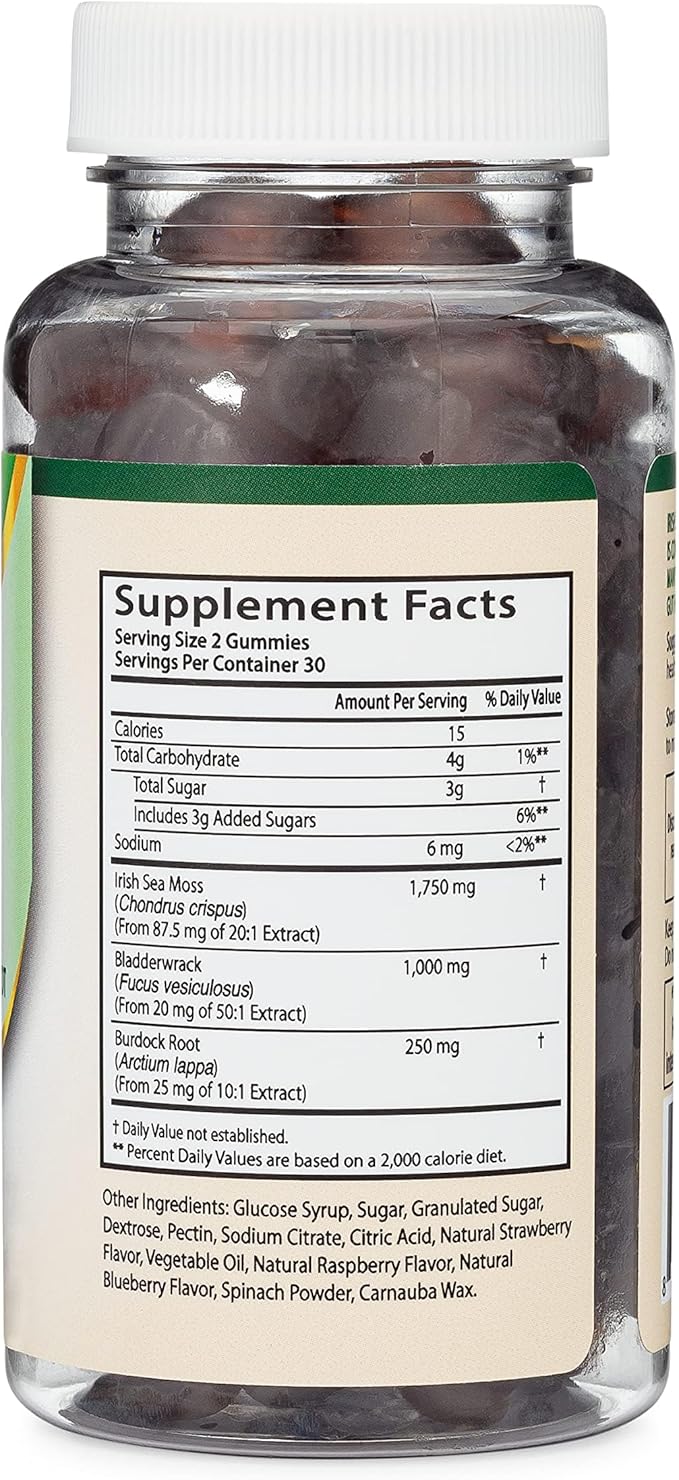 Supplement Facts
Serving Size 2 Gummies
Servings Per Container 30
Amount Per Serving % Daily Value
Calories 15
Total Carbohydrate 4g 1%**
Total Sugar 3g †
Includes 3g Added Sugars 6%**
Sodium 6 mg <2%**
Irish Sea Moss 1,750 mg †
(Chondrus crispus)
(From 87.5 mg of 20:1 Extract)
Bladderwrack 1,000 mg †
(Fucus vesiculosus)
(From 20 mg of 50:1 Extract)
Burdock Root 250 mg †
(Arctium lappa)
(From 25 mg of 10:1 Extract)
† Daily Value not established.
** Percent Daily Values are based on a 2,000 calorie diet.
Other Ingredients: Glucose Syrup, Sugar, Granulated Sugar,
Dextrose, Pectin, Sodium Citrate, Citric Acid, Natural Strawberry
Flavor, Vegetable Oil, Natural Raspberry Flavor, Natural
Blueberry Flavor, Spinach Powder, Carnauba Wax.